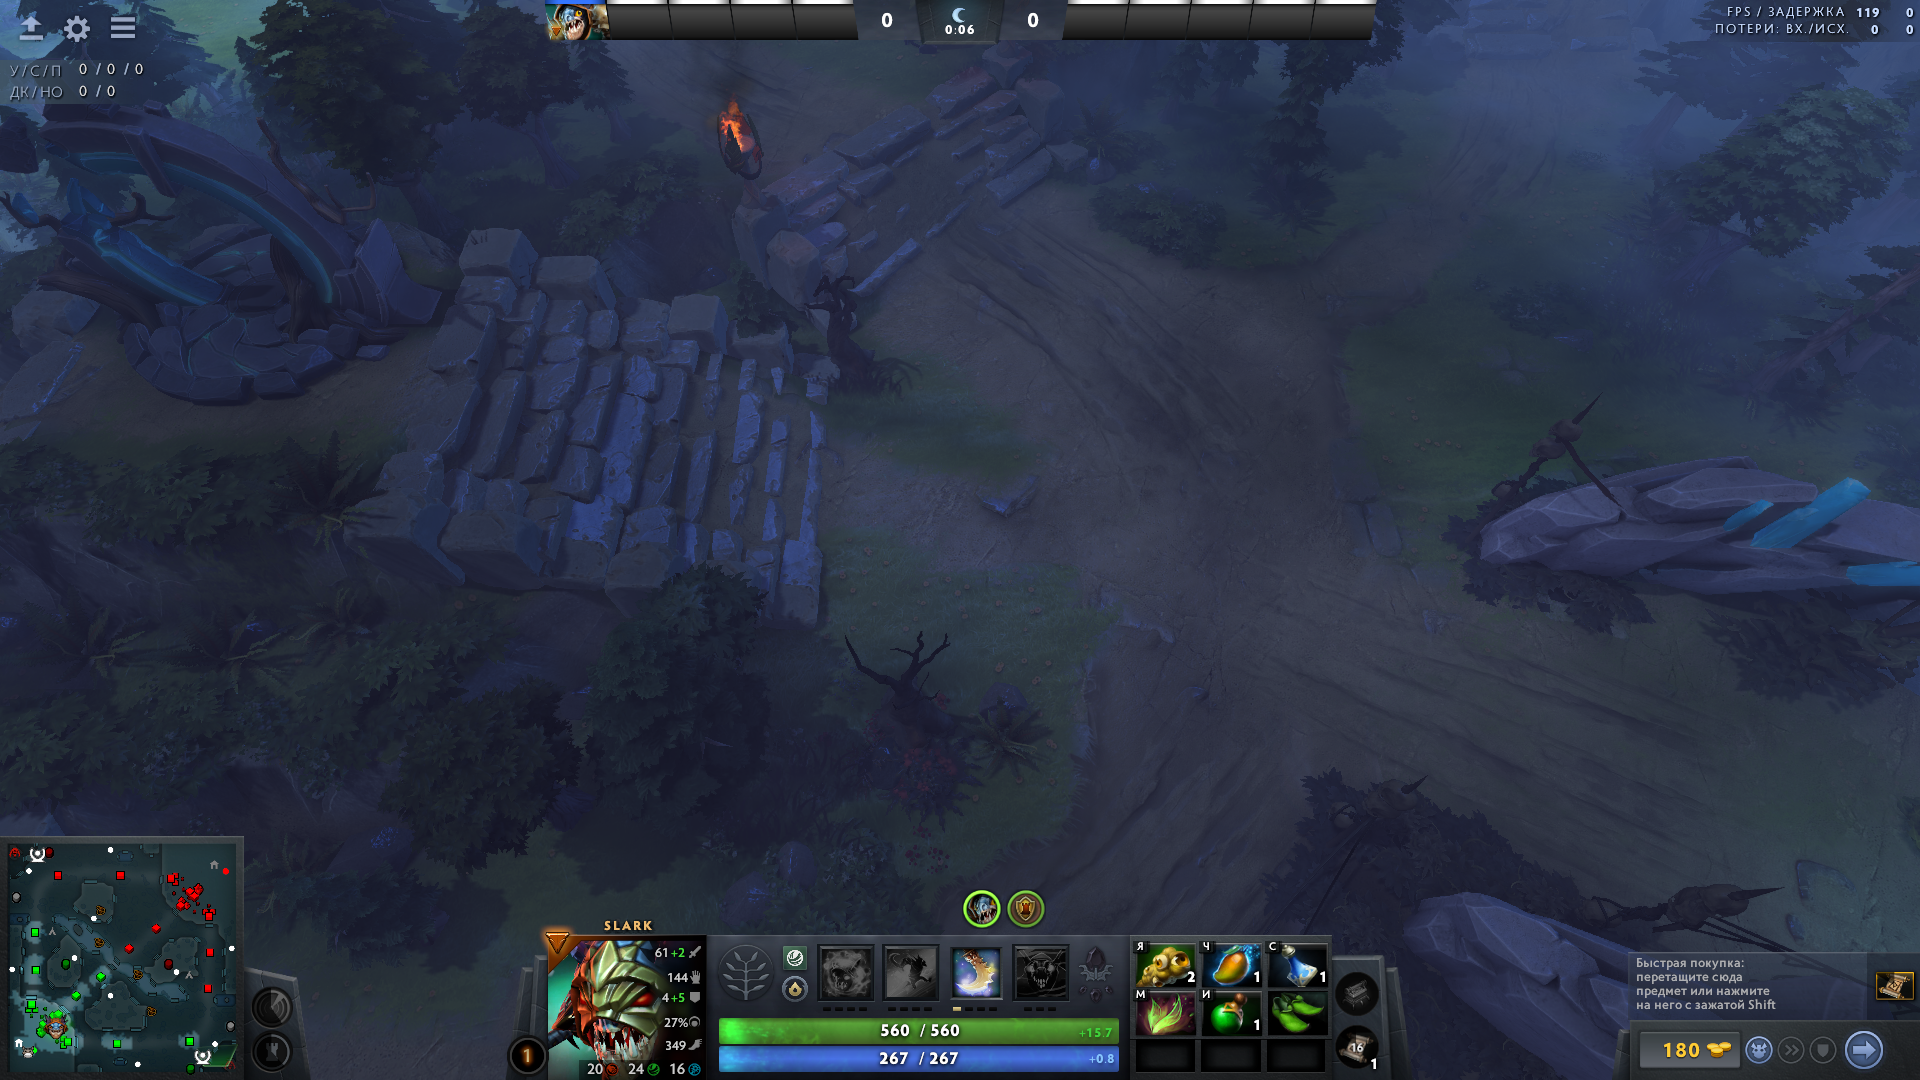 0
0:06
0
FPS / ЗАДЕРЖКА 119 0
ПОТЕРИ: ВХ./ИСХ. 0 0
У/С/П 0 / 0 / 0
ДК/НО 0 / 0
SLARK
61+2
144
4+5
27%
349
20 24 16
1
560 / 560
+15.7
267 / 267
+0.8
Я 2
Ч 1
С 1
М
И 1
16
1
Быстрая покупка:
перетащите сюда
предмет или нажмите
на него с зажатой Shift
180